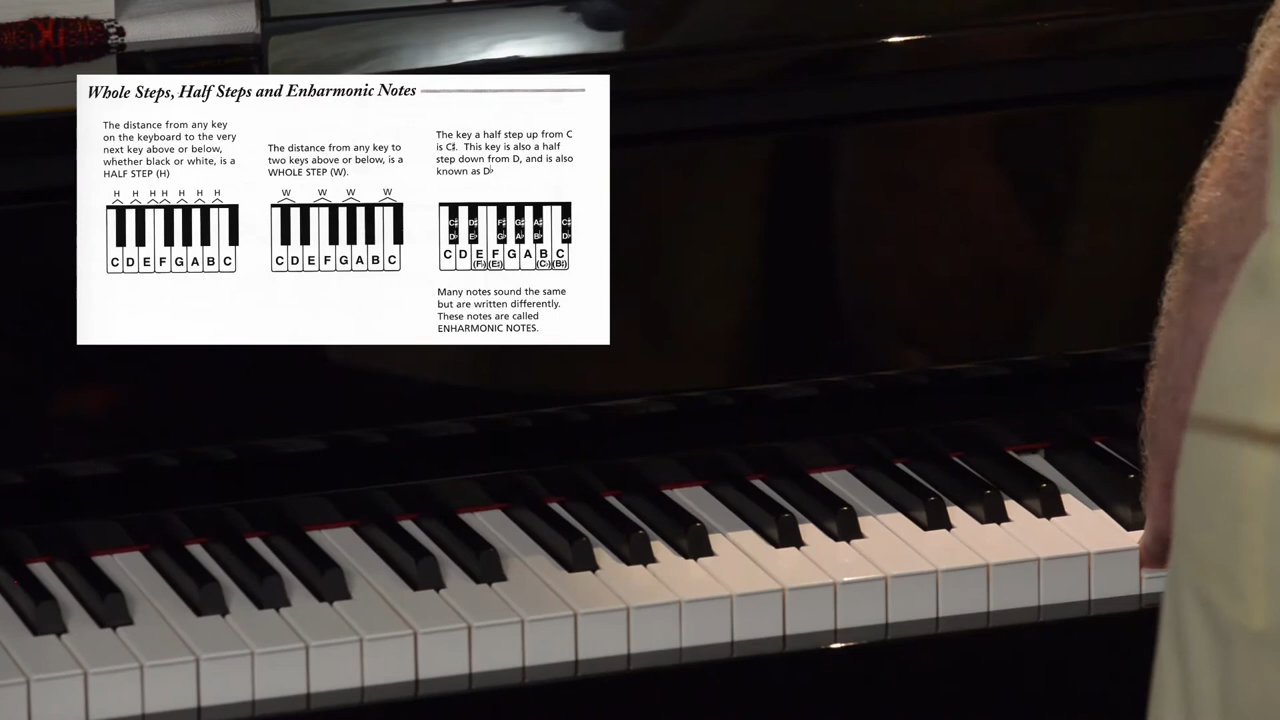 Whole Steps, Half Steps and Enharmonic Notes
The distance from any key
on the keyboard to the very
next key above or below,
whether black or white, is a
HALF STEP (H)
H H H H H H H
C D E F G A B C
The distance from any key to
two keys above or below, is a
WHOLE STEP (W).
W W W W
C D E F G A B C
The key a half step up from C
is C♯. This key is also a half
step down from D, and is also
known as D♭
C♯ D♯ F♯ G♯ A♯ C♯
D♭ E♭ G♭ A♭ B♭ D♭
C D E F G A B C
(F♭) (E♯) (C♭) (B♯)
Many notes sound the same
but are written differently.
These notes are called
ENHARMONIC NOTES.